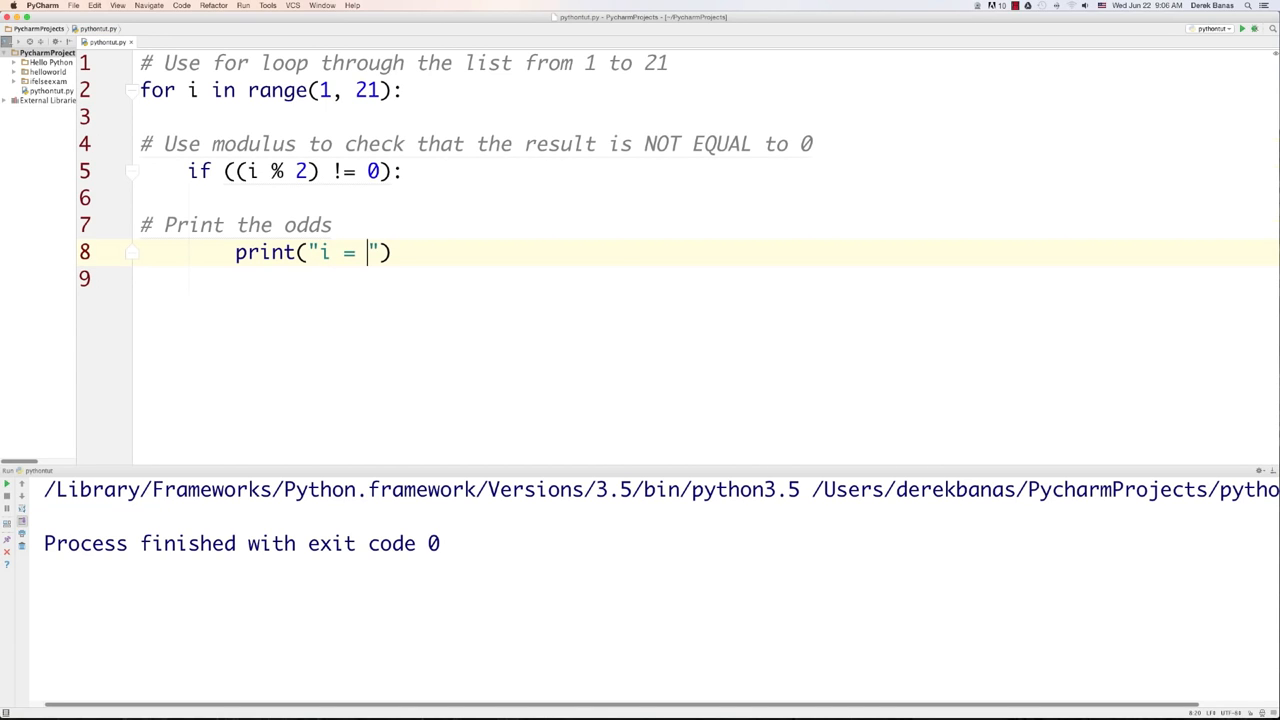 PyCharm File Edit View Navigate Code Refactor Run Tools VCS Window Help 10 Wed Jun 22 9:06 AM Derek Banas
pythontut.py - PycharmProjects - [~/PycharmProjects]
PycharmProjects pythontut.py pythontut
pythontut.py ×
PycharmProject
Hello Python
helloworld
ifelseexam
pythontut.py
External Librarie
1 # Use for loop through the list from 1 to 21
2 for i in range(1, 21):
3
4 # Use modulus to check that the result is NOT EQUAL to 0
5 if ((i % 2) != 0):
6
7 # Print the odds
8 print("i = ")
9
Run pythontut
/Library/Frameworks/Python.framework/Versions/3.5/bin/python3.5 /Users/derekbanas/PycharmProjects/pytho
Process finished with exit code 0
8:20 LF÷ UTF-8÷